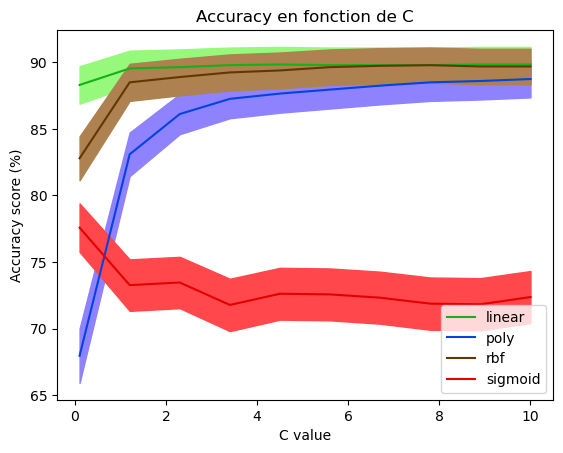 Accuracy en fonction de C
Accuracy score (%)
90
85
80
75
70
65
0
2
4
6
8
10
C value
linear
poly
rbf
sigmoid